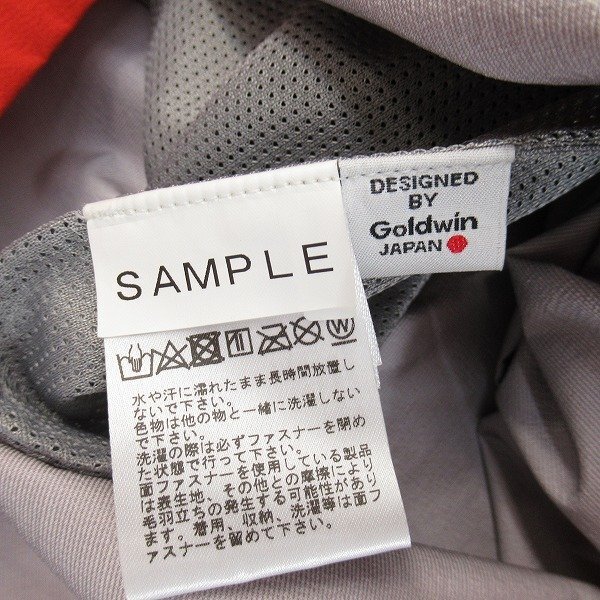 SAMPLE
DESIGNED
BY
Goldwin
JAPAN
水や汗に濡れたまま長時間放置し
ないで下さい。
色物は他の物と一緒に洗濯しない
で下さい。
洗濯の際は必ずファスナーを閉め
た状態で行って下さい。
面ファスナーを使用している製品
は表生地、その他との摩擦により
毛羽立ちの発生する可能性があり
ます。着用、収納、洗濯等は面フ
ァスナーを留めて下さい。